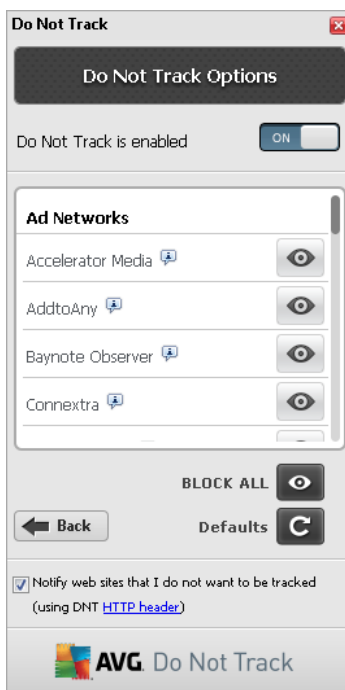 Do Not Track
Do Not Track Options
Do Not Track is enabled
ON
Ad Networks
Accelerator Media
AddtoAny
Baynote Observer
Connextra
BLOCK ALL
Back
Defaults
Notify web sites that I do not want to be tracked
(using DNT HTTP header)
AVG. Do Not Track